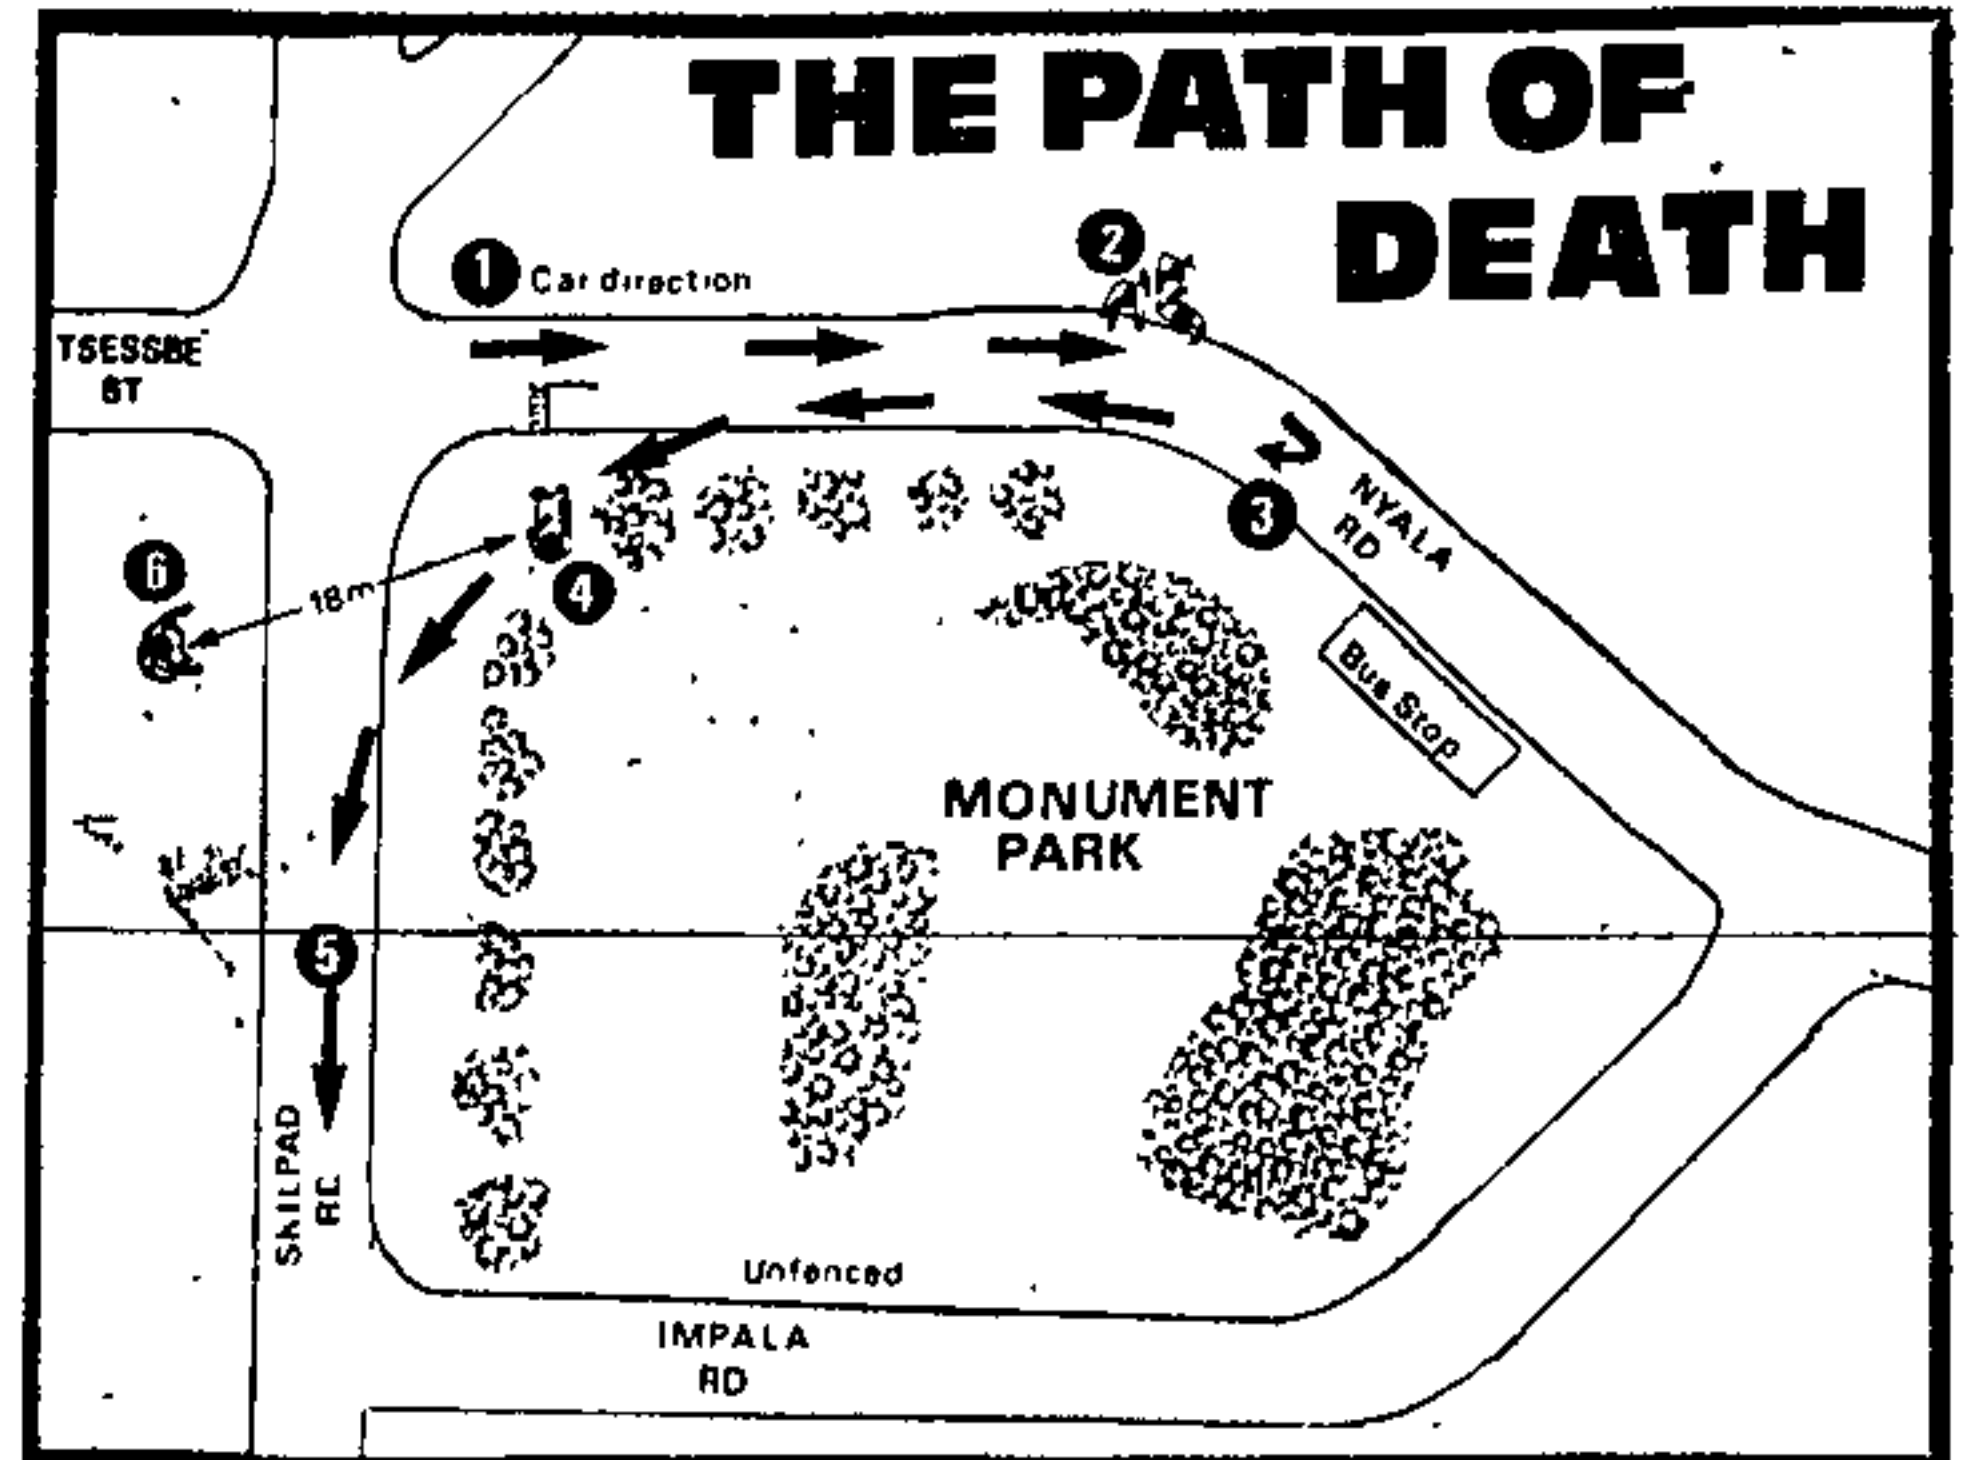 THE PATH OF
DEATH
1 Car direction
2
TSESSBE
ST
3
NYALA
RD
6
18m
4
Bus Stop
MONUMENT
PARK
5
SKILPAD
RD
Unfenced
IMPALA
RD